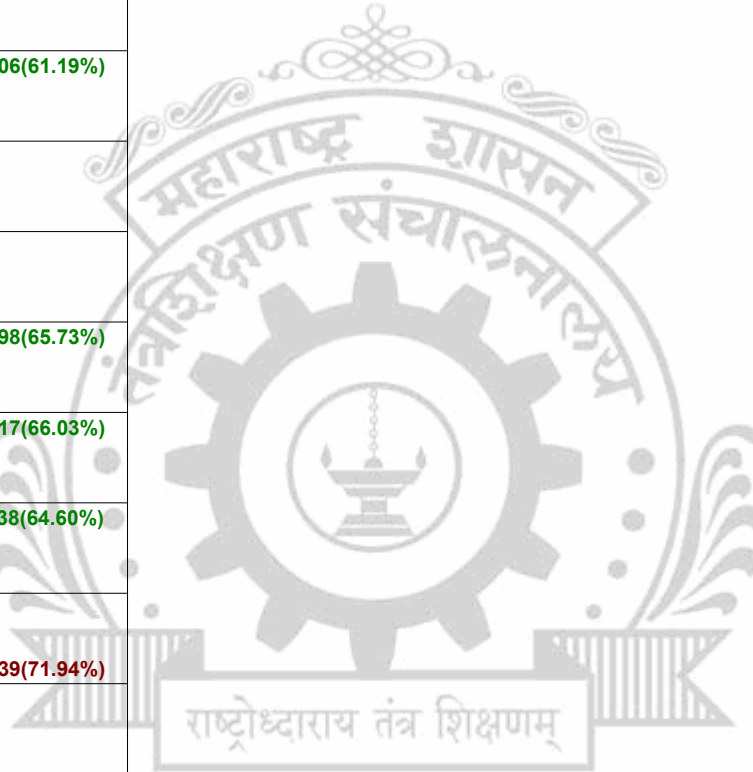 06(61.19%)
महाराष्ट्र शासन
तंत्रशिक्षण संचालनालय
98(65.73%)
17(66.03%)
38(64.60%)
39(71.94%)
राष्ट्रोध्दाराय तंत्र शिक्षणम्